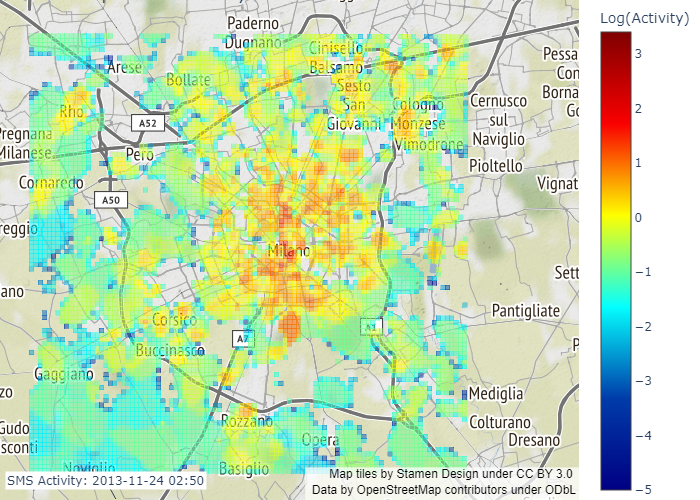 Log(Activity)
3
2
1
0
−1
−2
−3
−4
−5
Paderno
Dugnano
Cinisello
Balsamo
Arese
Bollate
Sesto
San
Giovanni
Cologno
Monzese
Vimodrone
Pessa
Con
Borna
Go
Cernusco
sul
Naviglio
Rho
A52
Pregnana
Milanese
Pero
Pioltello
Cornaredo
Vignat
A50
reggio
Milano
Sett
ano
Pantigliate
Corsico
A7
A1
Buccinasco
P
Gaggiano
Mediglia
zo
Rozzano
Colturano
Gudo
sconti
Opera
Dresano
Noviglio
Basiglio
SMS Activity: 2013-11-24 02:50
Map tiles by Stamen Design under CC BY 3.0
Data by OpenStreetMap contributors under ODbL